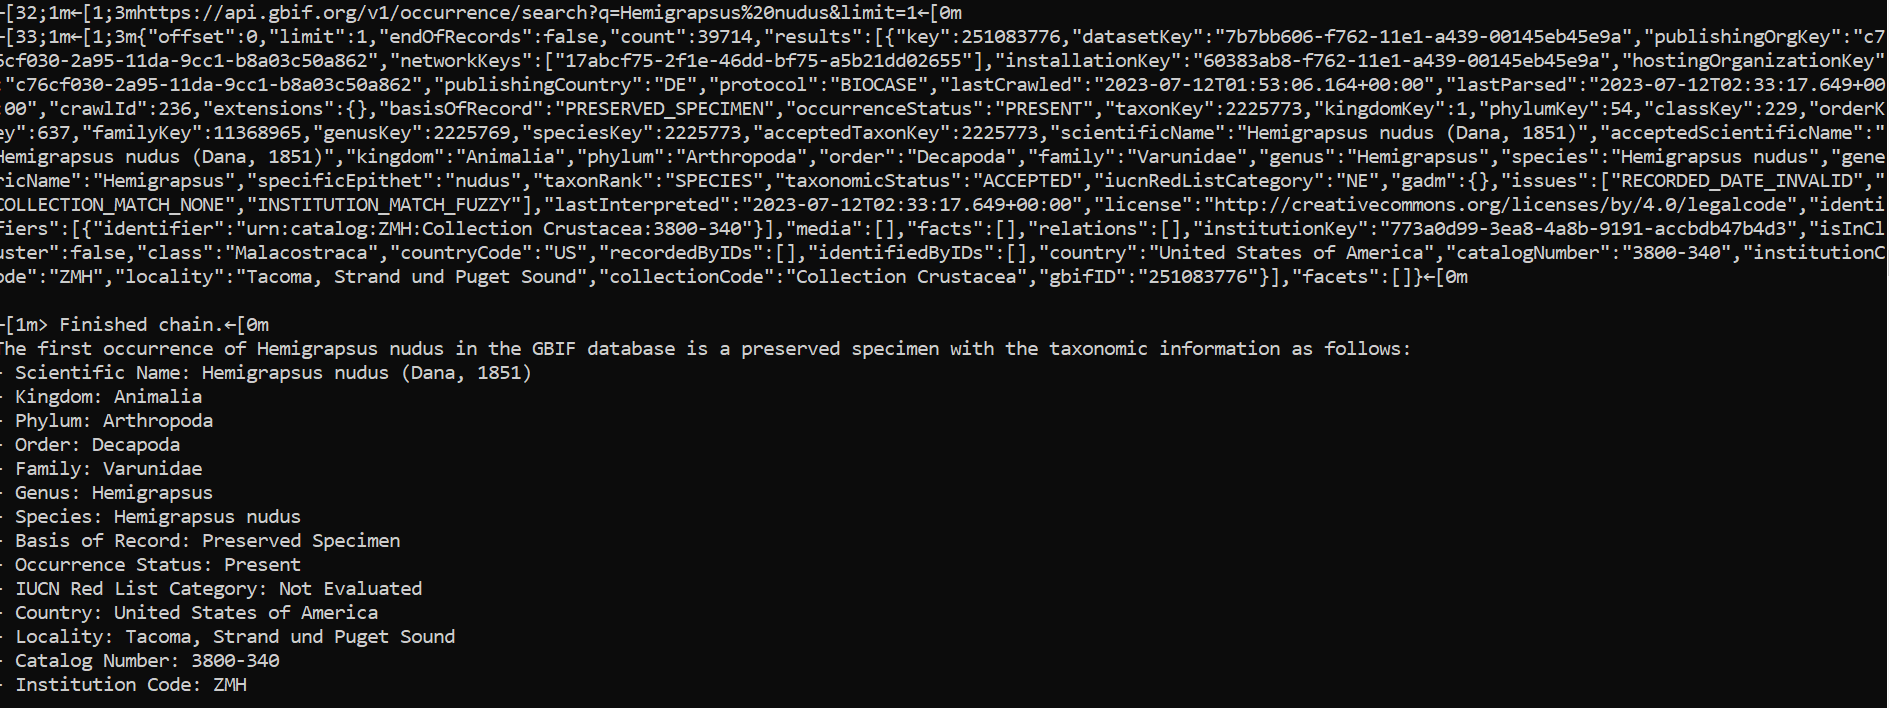 ←[32;1m←[1;3mhttps://api.gbif.org/v1/occurrence/search?q=Hemigrapsus%20nudus&limit=1←[0m
←[33;1m←[1;3m{"offset":0,"limit":1,"endOfRecords":false,"count":39714,"results":[{"key":251083776,"datasetKey":"7b7bb606-f762-11e1-a439-00145eb45e9a","publishingOrgKey":"c7
6cf030-2a95-11da-9cc1-b8a03c50a862","networkKeys":["17abcf75-2f1e-46dd-bf75-a5b21dd02655"],"installationKey":"60383ab8-f762-11e1-a439-00145eb45e9a","hostingOrganizationKey"
:"c76cf030-2a95-11da-9cc1-b8a03c50a862","publishingCountry":"DE","protocol":"BIOCASE","lastCrawled":"2023-07-12T01:53:06.164+00:00","lastParsed":"2023-07-12T02:33:17.649+00
:00","crawlId":236,"extensions":{},"basisOfRecord":"PRESERVED_SPECIMEN","occurrenceStatus":"PRESENT","taxonKey":2225773,"kingdomKey":1,"phylumKey":54,"classKey":229,"orderK
ey":637,"familyKey":11368965,"genusKey":2225769,"speciesKey":2225773,"acceptedTaxonKey":2225773,"scientificName":"Hemigrapsus nudus (Dana, 1851)","acceptedScientificName":"
Hemigrapsus nudus (Dana, 1851)","kingdom":"Animalia","phylum":"Arthropoda","order":"Decapoda","family":"Varunidae","genus":"Hemigrapsus","species":"Hemigrapsus nudus","gene
ricName":"Hemigrapsus","specificEpithet":"nudus","taxonRank":"SPECIES","taxonomicStatus":"ACCEPTED","iucnRedListCategory":"NE","gadm":{},"issues":["RECORDED_DATE_INVALID","
COLLECTION_MATCH_NONE","INSTITUTION_MATCH_FUZZY"],"lastInterpreted":"2023-07-12T02:33:17.649+00:00","license":"http://creativecommons.org/licenses/by/4.0/legalcode","identi
fiers":[{"identifier":"urn:catalog:ZMH:Collection Crustacea:3800-340"}],"media":[],"facts":[],"relations":[],"institutionKey":"773a0d99-3ea8-4a8b-9191-accbdb47b4d3","isInCl
uster":false,"class":"Malacostraca","countryCode":"US","recordedByIDs":[],"identifiedByIDs":[],"country":"United States of America","catalogNumber":"3800-340","institutionC
ode":"ZMH","locality":"Tacoma, Strand und Puget Sound","collectionCode":"Collection Crustacea","gbifID":"251083776"}],"facets":[]}←[0m
←[1m> Finished chain.←[0m
The first occurrence of Hemigrapsus nudus in the GBIF database is a preserved specimen with the taxonomic information as follows:
- Scientific Name: Hemigrapsus nudus (Dana, 1851)
- Kingdom: Animalia
- Phylum: Arthropoda
- Order: Decapoda
- Family: Varunidae
- Genus: Hemigrapsus
- Species: Hemigrapsus nudus
- Basis of Record: Preserved Specimen
- Occurrence Status: Present
- IUCN Red List Category: Not Evaluated
- Country: United States of America
- Locality: Tacoma, Strand und Puget Sound
- Catalog Number: 3800-340
- Institution Code: ZMH